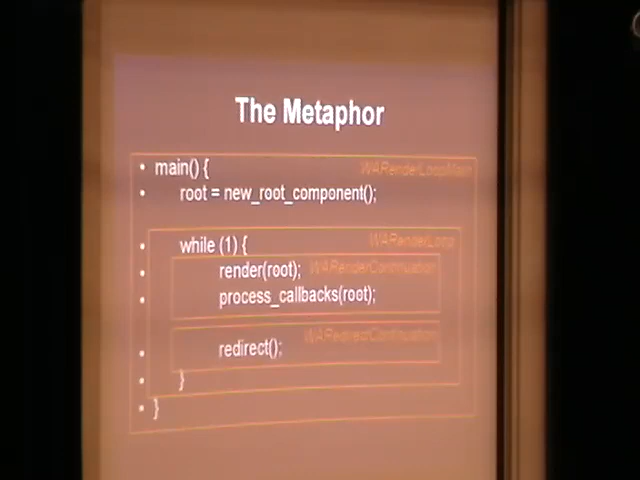 The Metaphor
• main() { WARenderLoopMain
• root = new_root_component();
• while (1) { WARenderLoop
• render(root); WARenderContinuation
• process_callbacks(root);
WARedirectContinuation
• redirect();
• }
• }